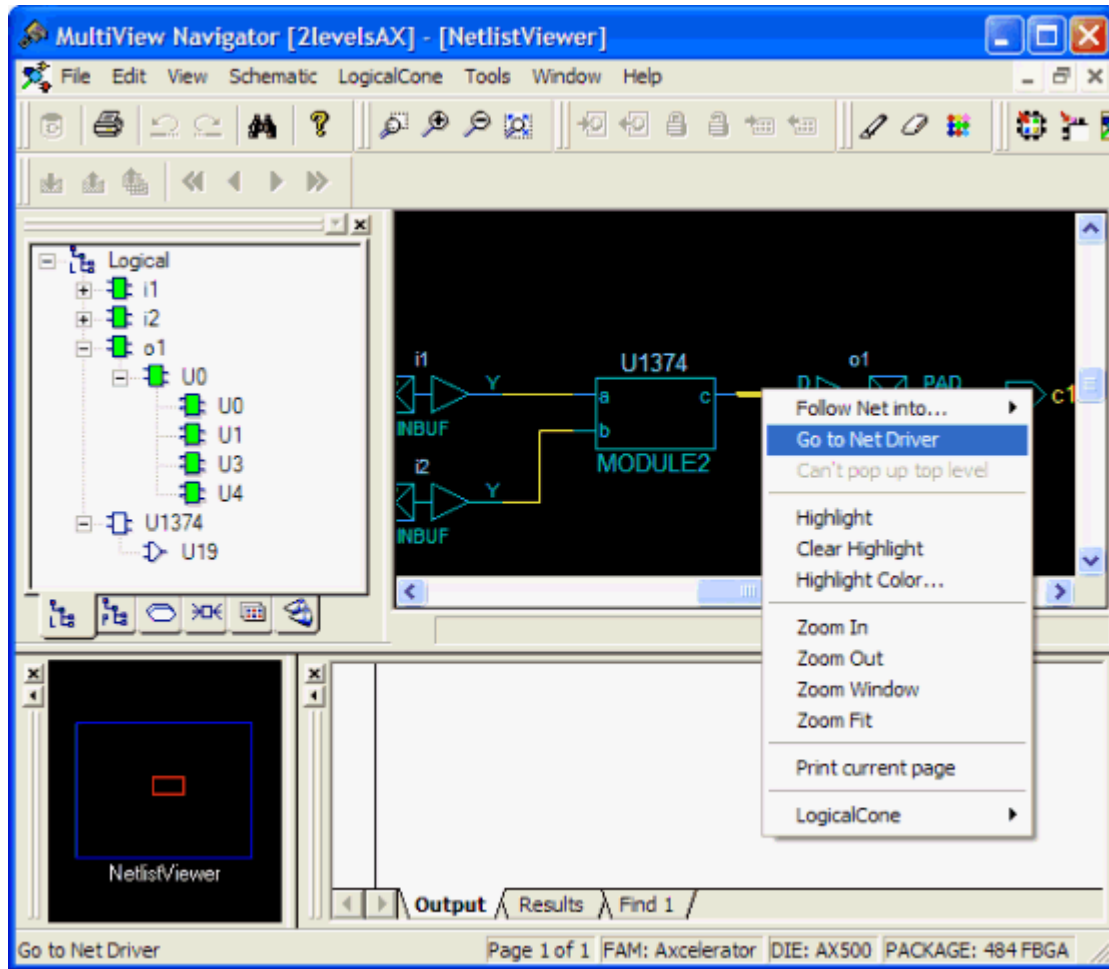 MultiView Navigator [2levelsAX] - [NetlistViewer]
File Edit View Schematic LogicalCone Tools Window Help
Logical
i1
i2
o1
U0
U0
U1
U3
U4
U1374
U19
i1
Y
INBUF
i2
Y
INBUF
U1374
a
c
b
MODULE2
o1
D
PAD
c1
Follow Net into...
Go to Net Driver
Can't pop up top level
Highlight
Clear Highlight
Highlight Color...
Zoom In
Zoom Out
Zoom Window
Zoom Fit
Print current page
LogicalCone
NetlistViewer
Output Results Find 1
Go to Net Driver Page 1 of 1 FAM: Axcelerator DIE: AX500 PACKAGE: 484 FBGA